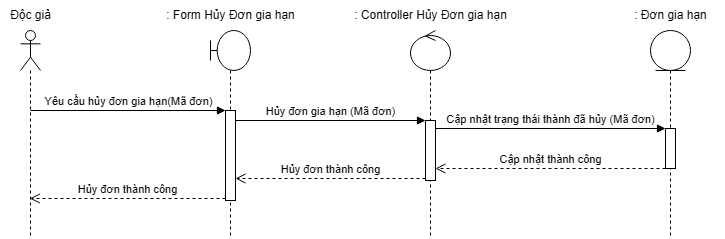 Độc giả
: Form Hủy Đơn gia hạn
: Controller Hủy Đơn gia hạn
: Đơn gia hạn
Yêu cầu hủy đơn gia hạn(Mã đơn)
Hủy đơn gia hạn (Mã đơn)
Cập nhật trạng thái thành đã hủy (Mã đơn)
Cập nhật thành công
Hủy đơn thành công
Hủy đơn thành công